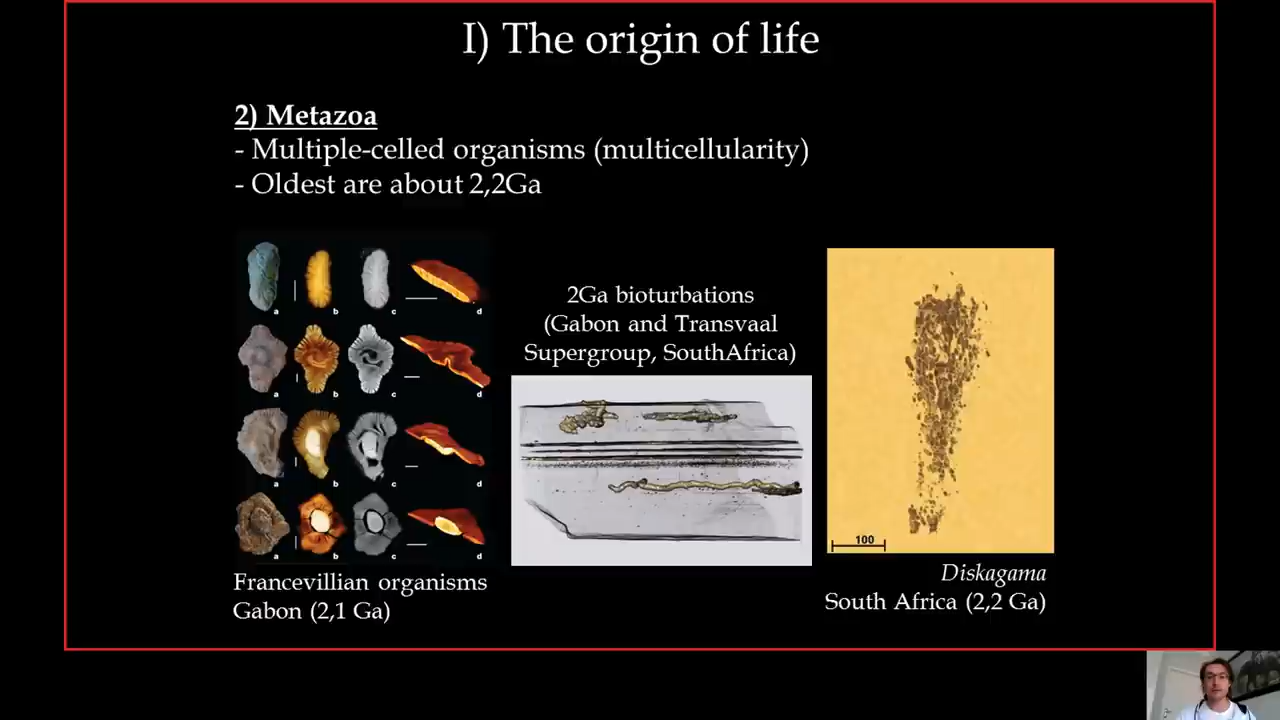 I) The origin of life
2) Metazoa
- Multiple-celled organisms (multicellularity)
- Oldest are about 2,2Ga
a b c d
a b c d
a b c d
a b c d
Francevillian organisms
Gabon (2,1 Ga)
2Ga bioturbations
(Gabon and Transvaal
Supergroup, SouthAfrica)
100
Diskagama
South Africa (2,2 Ga)